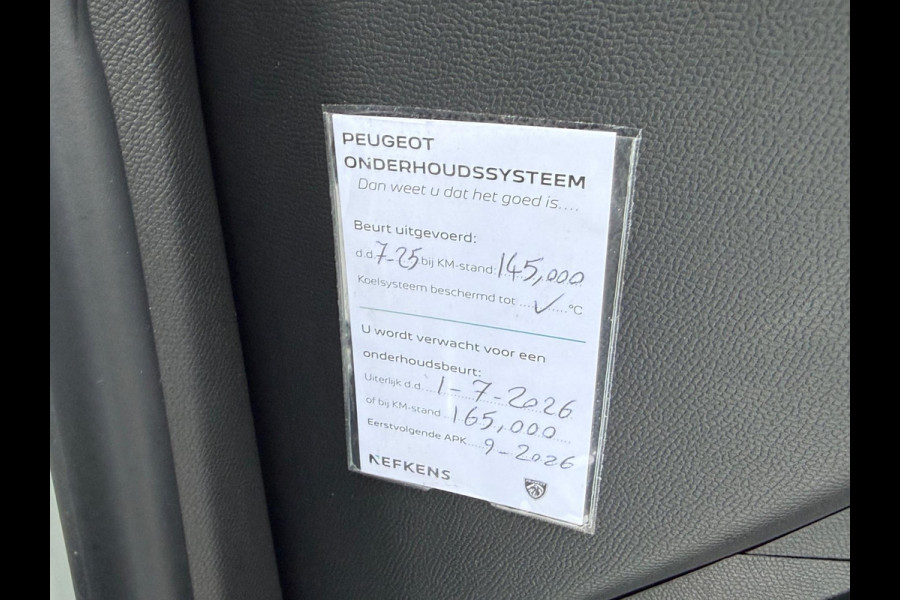 PEUGEOT
ONDERHOUDSSYSTEEM
Dan weet u dat het goed is....
Beurt uitgevoerd:
d.d. 7-25 bij KM-stand: 145,000
Koelsysteem beschermd tot ....✓.....°C
U wordt verwacht voor een
onderhoudsbeurt:
Uiterlijk d.d. ...1-7-2026
of bij KM-stand ...165,000....
Eerstvolgende APK.....9-2026
NEFKENS